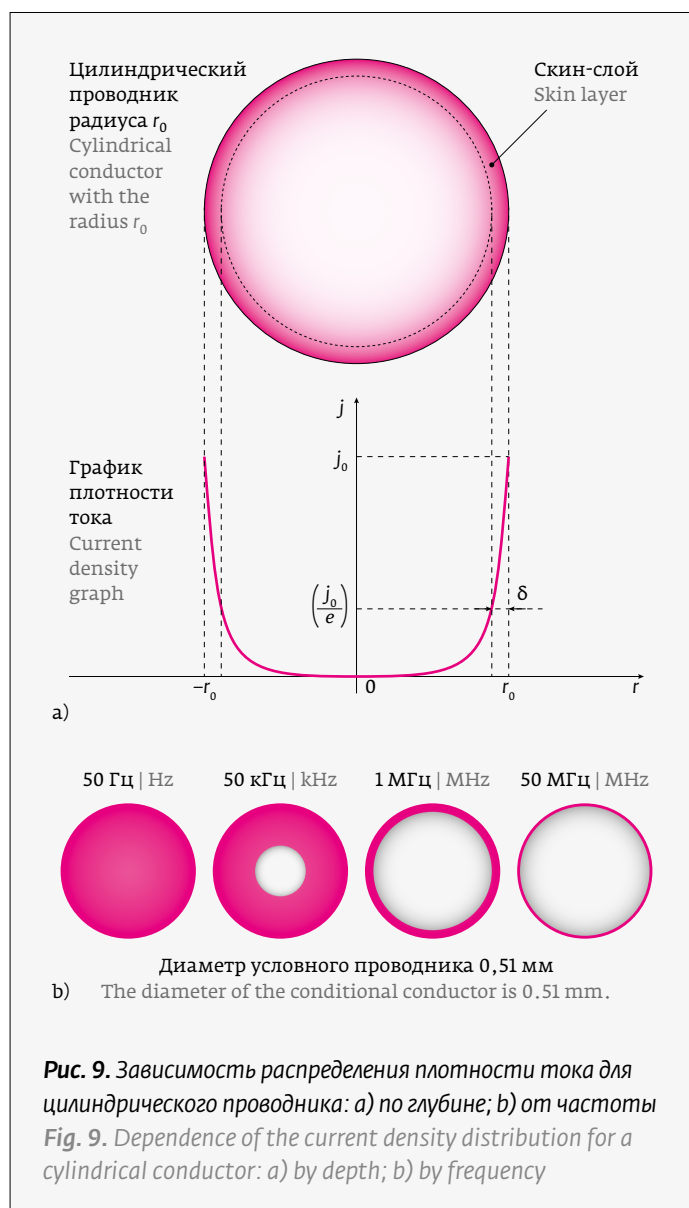 Цилиндрический
проводник
радиуса r₀
Cylindrical
conductor
with the
radius r₀
Скин-слой
Skin layer
j
j₀
График
плотности
тока
Current
density
graph
(j₀/e)
δ
–r₀
0
r₀
r
a)
50 Гц | Hz
50 кГц | kHz
1 МГц | MHz
50 МГц | MHz
Диаметр условного проводника 0,51 мм
b) The diameter of the conditional conductor is 0.51 mm.
Рис. 9. Зависимость распределения плотности тока для
цилиндрического проводника: a) по глубине; b) от частоты
Fig. 9. Dependence of the current density distribution for a
cylindrical conductor: a) by depth; b) by frequency